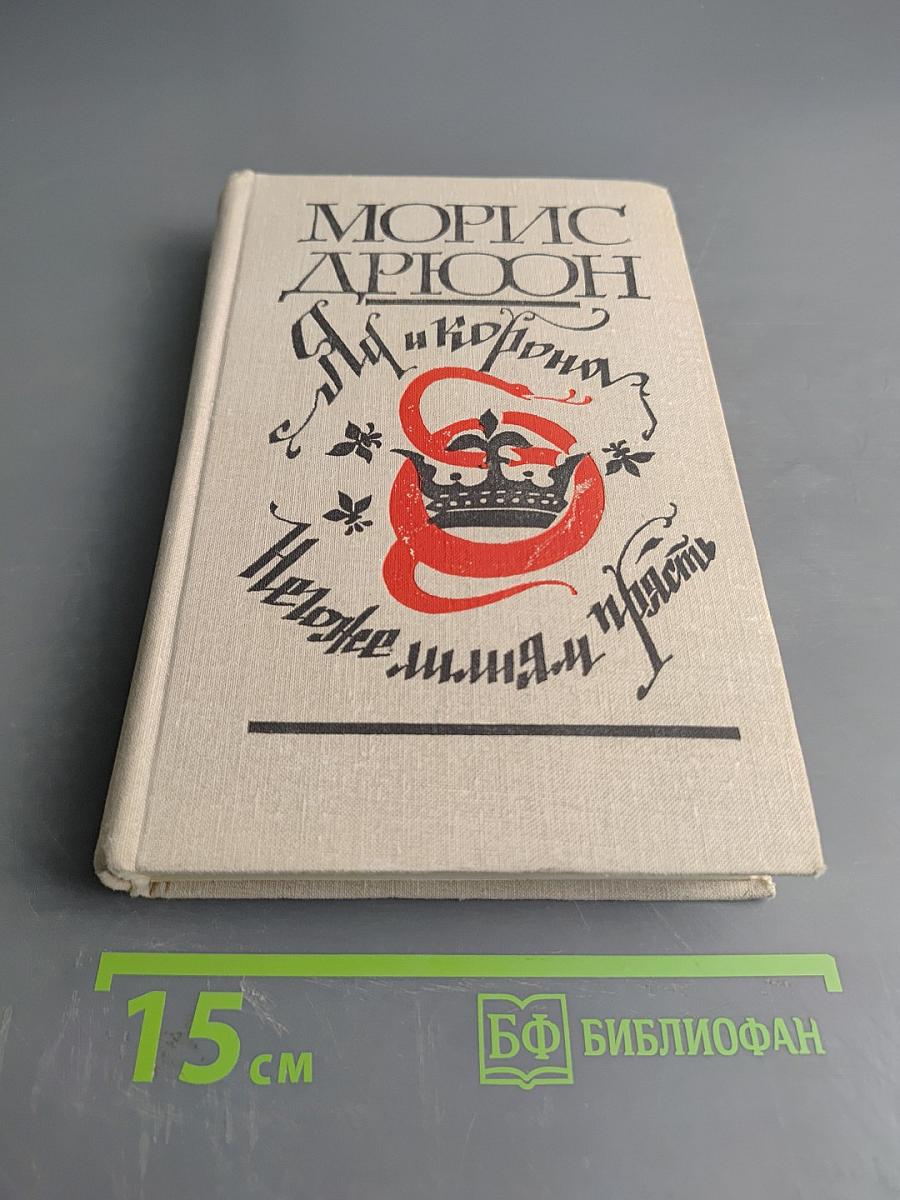 МОРИС
ДРЮОН
Яд и корона
Негоже лилиям прясть
15 см
БФ БИБЛИОФАН